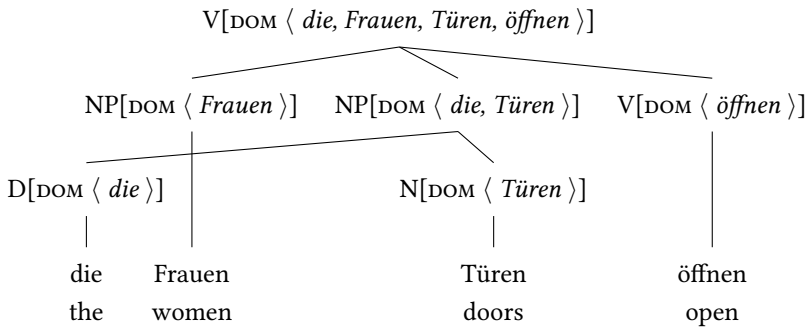 V[DOM ⟨ die, Frauen, Türen, öffnen ⟩]
NP[DOM ⟨ Frauen ⟩] NP[DOM ⟨ die, Türen ⟩] V[DOM ⟨ öffnen ⟩]
D[DOM ⟨ die ⟩] N[DOM ⟨ Türen ⟩]
die Frauen Türen öffnen
the women doors open